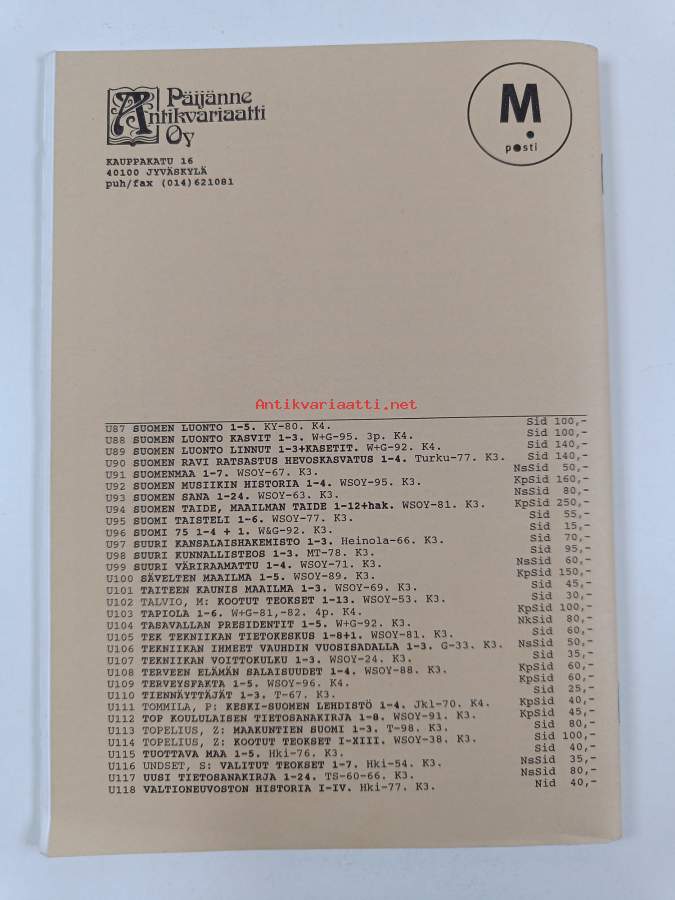 Päijänne
Antikvariaatti
Oy
KAUPPAKATU 16
40100 JYVÄSKYLÄ
puh/fax (014)621081
M
posti
Antikvariaatti.net
U87 SUOMEN LUONTO 1-5. KY-80. K4. Sid 100,-
U88 SUOMEN LUONTO KASVIT 1-3. W+G-95. 3p. K4. Sid 100,-
U89 SUOMEN LUONTO LINNUT 1-3+KASETIT. W+G-92. K4. Sid 140,-
U90 SUOMEN RAVI RATSASTUS HEVOSKASVATUS 1-4. Turku-77. K3. Sid 140,-
U91 SUOMENMAA 1-7. WSOY-67. K3. NsSid 50,-
U92 SUOMEN MUSIIKIN HISTORIA 1-4. WSOY-95. K3. KpSid 160,-
U93 SUOMEN SANA 1-24. WSOY-63. K3. NsSid 80,-
U94 SUOMEN TAIDE, MAAILMAN TAIDE 1-12+hak. WSOY-81. K3. KpSid 250,-
U95 SUOMI TAISTELI 1-6. WSOY-77. K3. Sid 55,-
U96 SUOMI 75 1-4 + 1. W&G-92. K3. Sid 15,-
U97 SUURI KANSALAISHAKEMISTO 1-3. Heinola-66. K3. Sid 70,-
U98 SUURI KUNNALLISTEOS 1-3. MT-78. K3. Sid 95,-
U99 SUURI VÄRIRAAMATTU 1-4. WSOY-71. K3. NsSid 60,-
U100 SÄVELTEN MAAILMA 1-5. WSOY-89. K3. KpSid 150,-
U101 TAITEEN KAUNIS MAAILMA 1-3. WSOY-69. K3. Sid 45,-
U102 TALVIO, M: KOOTUT TEOKSET 1-13. WSOY-53. K3. Sid 30,-
U103 TAPIOLA 1-6. W+G-81,-82. 4p. K4. KpSid 100,-
U104 TASAVALLAN PRESIDENTIT 1-5. W+G-92. K3. NkSid 80,-
U105 TEK TEKNIIKAN TIETOKESKUS 1-8+1. WSOY-81. K3. Sid 60,-
U106 TEKNIIKAN IHMEET VAUHDIN VUOSISADALLA 1-3. G-33. K3. NsSid 50,-
U107 TEKNIIKAN VOITTOKULKU 1-3. WSOY-24. K3. Sid 35,-
U108 TERVEEN ELÄMÄN SALAISUUDET 1-4. WSOY-88. K3. KpSid 60,-
U109 TERVEYSFAKTA 1-5. WSOY-96. K4. KpSid 60,-
U110 TIENNÄYTTÄJÄT 1-3. T-67. K3. Sid 25,-
U111 TOMMILA, P: KESKI-SUOMEN LEHDISTÖ 1-4. Jkl-70. K4. KpSid 40,-
U112 TOP KOULULAISEN TIETOSANAKIRJA 1-8. WSOY-91. K3. KpSid 45,-
U113 TOPELIUS, Z: MAAKUNTIEN SUOMI 1-3. T-98. K3. Sid 80,-
U114 TOPELIUS, Z: KOOTUT TEOKSET I-XIII. WSOY-38. K3. Sid 100,-
U115 TUOTTAVA MAA 1-5. Hki-76. K3. Sid 40,-
U116 UNDSET, S: VALITUT TEOKSET 1-7. Hki-54. K3. NsSid 35,-
U117 UUSI TIETOSANAKIRJA 1-24. TS-60-66. K3. NsSid 80,-
U118 VALTIONEUVOSTON HISTORIA I-IV. Hki-77. K3. Nid 40,-